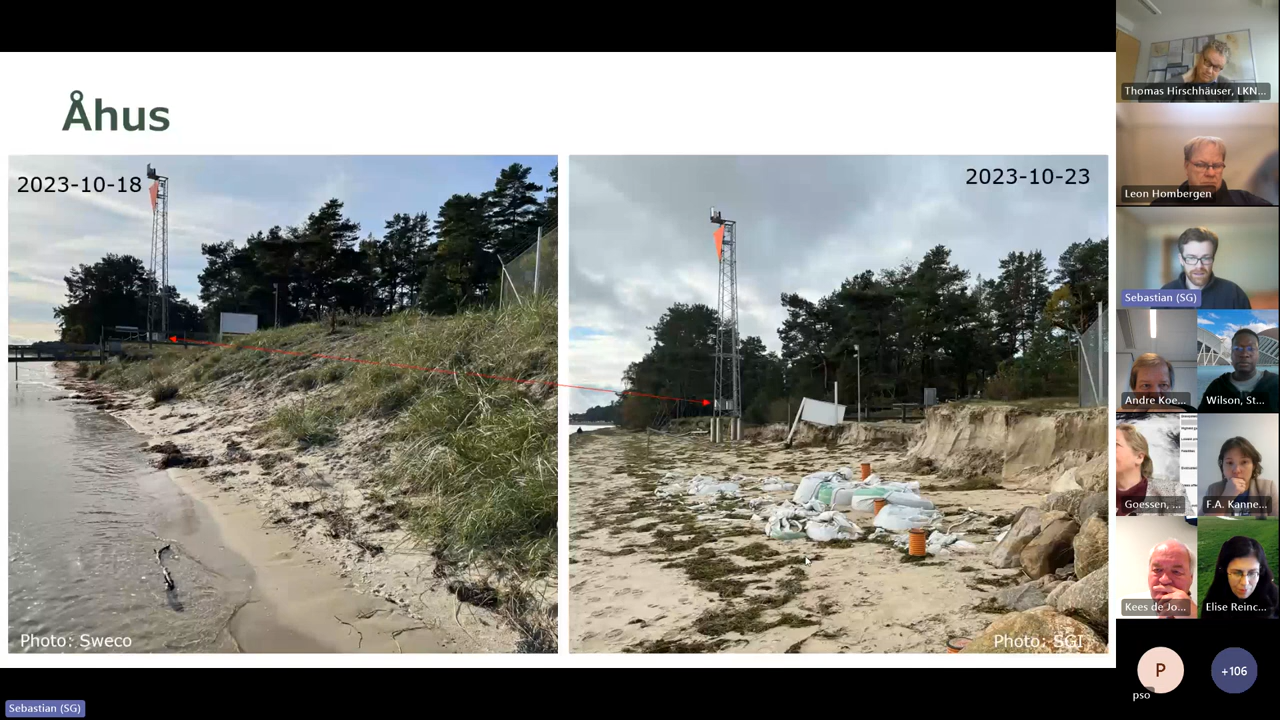 Åhus
2023-10-18
2023-10-23
Photo: Sweco
Photo: SGI
Thomas Hirschhäuser, LKN...
Leon Hombergen
Sebastian (SG)
Andre Koe...
Wilson, St...
Goessen, ...
F.A. Kanne...
Kees de Jo...
Elise Reinc...
P
pso
+106
Sebastian (SG)